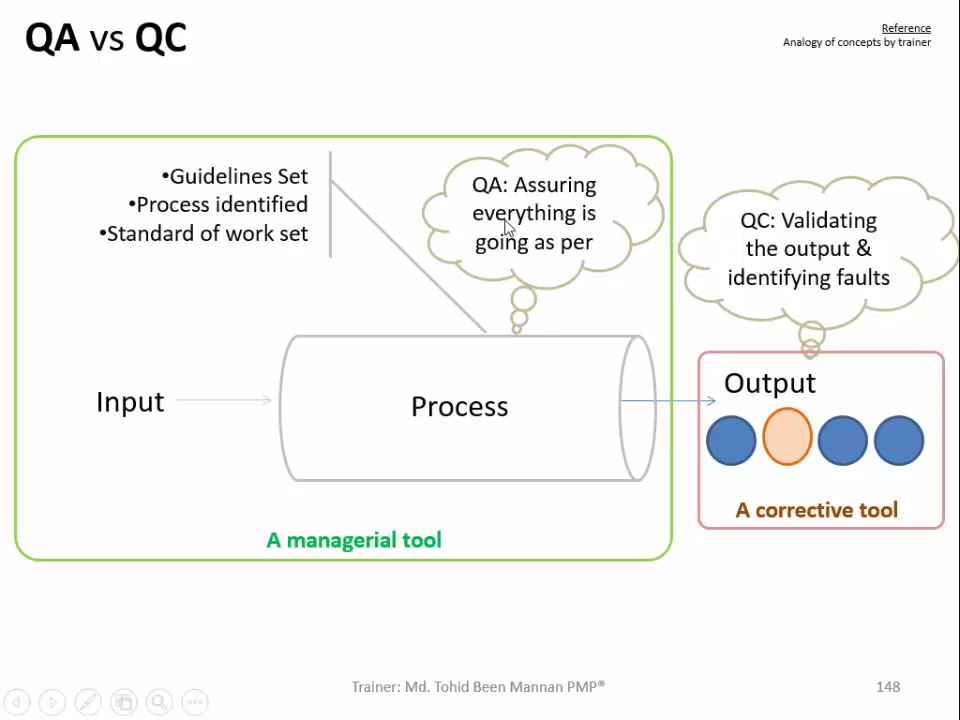 QA vs QC
Reference
Analogy of concepts by trainer
•Guidelines Set
•Process identified
•Standard of work set
QA: Assuring
everything is
going as per
QC: Validating
the output &
identifying faults
Input
Process
Output
A corrective tool
A managerial tool
Trainer: Md. Tohid Been Mannan PMP®
148